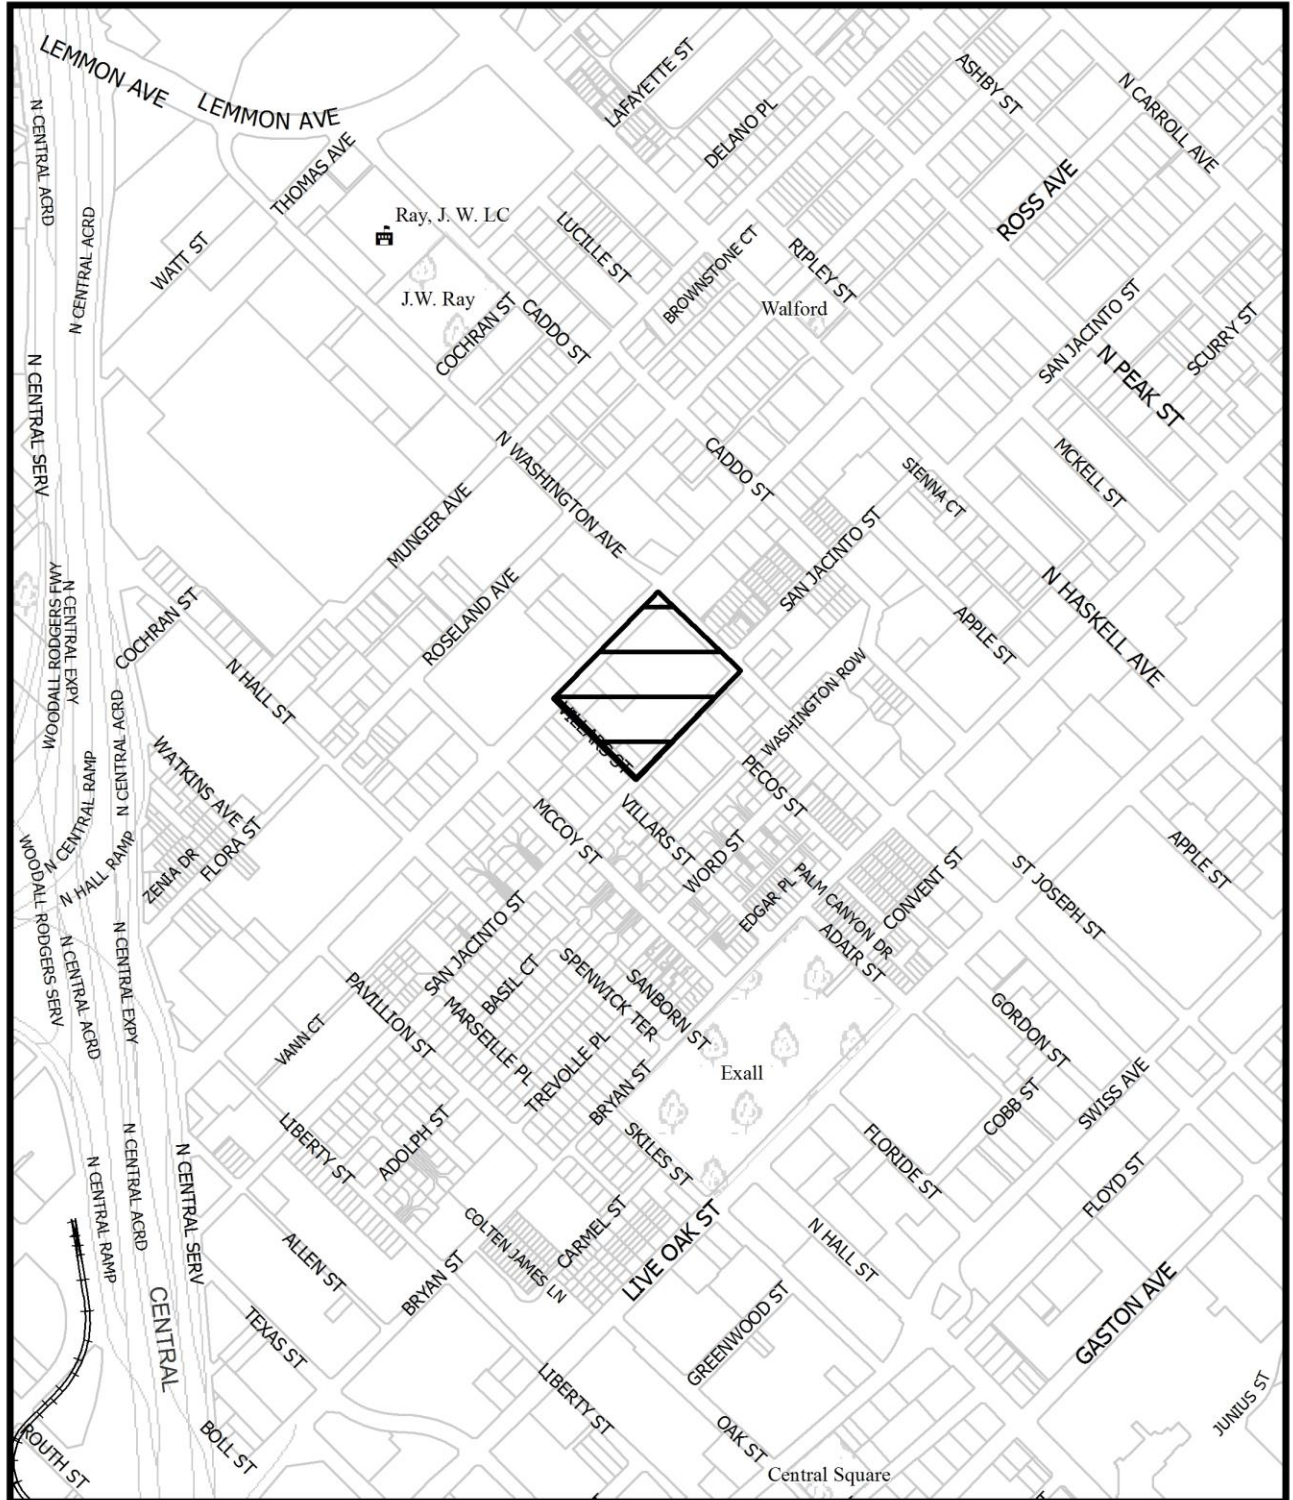 LEMMON AVE
LEMMON AVE
LAFAYETTE ST
ASHBY ST
N CARROLL AVE
N CENTRAL ACRD
DELANO PL
THOMAS AVE
ROSS AVE
N CENTRAL ACRD
Ray, J. W. LC
LUCILLE ST
WATT ST
BROWNSTONE CT
RIPLEY ST
J.W. Ray
Walford
COCHRAN ST
CADDO ST
SAN JACINTO ST
SCURRY ST
N PEAK ST
N CENTRAL SERV
N WASHINGTON AVE
CADDO ST
MCKELL ST
SIENNA CT
MUNGER AVE
SAN JACINTO ST
WOODALL RODGERS FWY
N CENTRAL EXPY
COCHRAN ST
ROSELAND AVE
N HASKELL AVE
APPLE ST
N HALL ST
N CENTRAL ACRD
WASHINGTON ROW
VILLARS ST
WATKINS AVE
N CENTRAL RAMP
PECOS ST
MCCOY ST
VILLARS ST
WORD ST
FLORA ST
ZENIA DR
N HALL RAMP
WOODALL RODGERS SERV
APPLE ST
EDGAR PL
PALM CANYON DR
CONVENT ST
ST JOSEPH ST
ADAIR ST
SAN JACINTO ST
N CENTRAL ACRD
N CENTRAL EXPY
BASIL CT
SPENWICK TER
SANBORN ST
PAVILLION ST
MARSEILLE PL
VANN CT
GORDON ST
TREVOLLE PL
BRYAN ST
Exall
COBB ST
SWISS AVE
LIBERTY ST
ADOLPH ST
SKILES ST
FLORIDE ST
FLOYD ST
N CENTRAL RAMP
N CENTRAL ACRD
N CENTRAL SERV
COLTEN JAMES LN
CARMEL ST
LIVE OAK ST
N HALL ST
ALLEN ST
BRYAN ST
GREENWOOD ST
GASTON AVE
CENTRAL
TEXAS ST
LIBERTY ST
JUNIUS ST
ROUTH ST
BOLL ST
OAK ST
Central Square